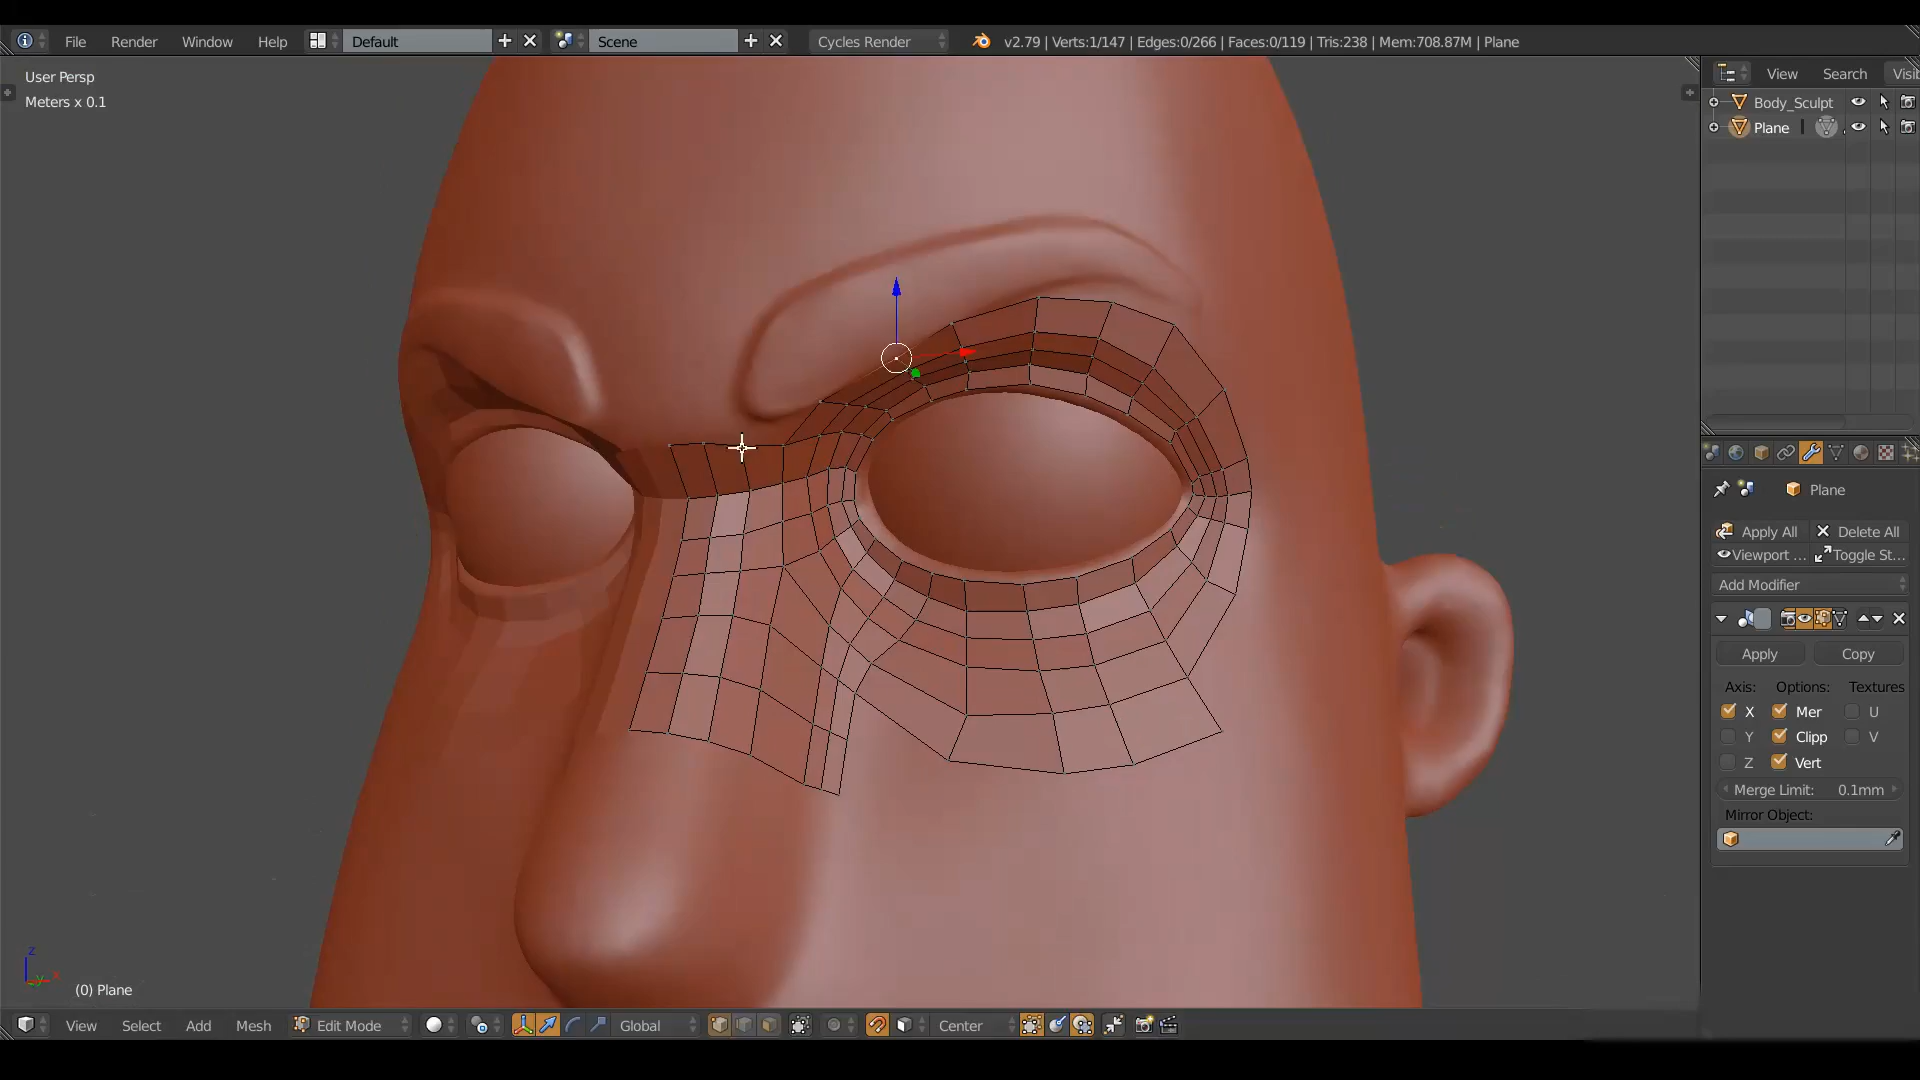 File Render Window Help Default Scene Cycles Render v2.79 | Verts:1/147 | Edges:0/266 | Faces:0/119 | Tris:238 | Mem:708.87M | Plane
User Persp
Meters x 0.1
View Search Visi
Body_Sculpt
Plane
Plane
Apply All Delete All
Viewport ... Toggle St...
Add Modifier
Apply Copy
Axis: Options: Textures
X Mer U
Y Clipp V
Z Vert
Merge Limit: 0.1mm
Mirror Object:
z
y x
(0) Plane
View Select Add Mesh Edit Mode Global Center